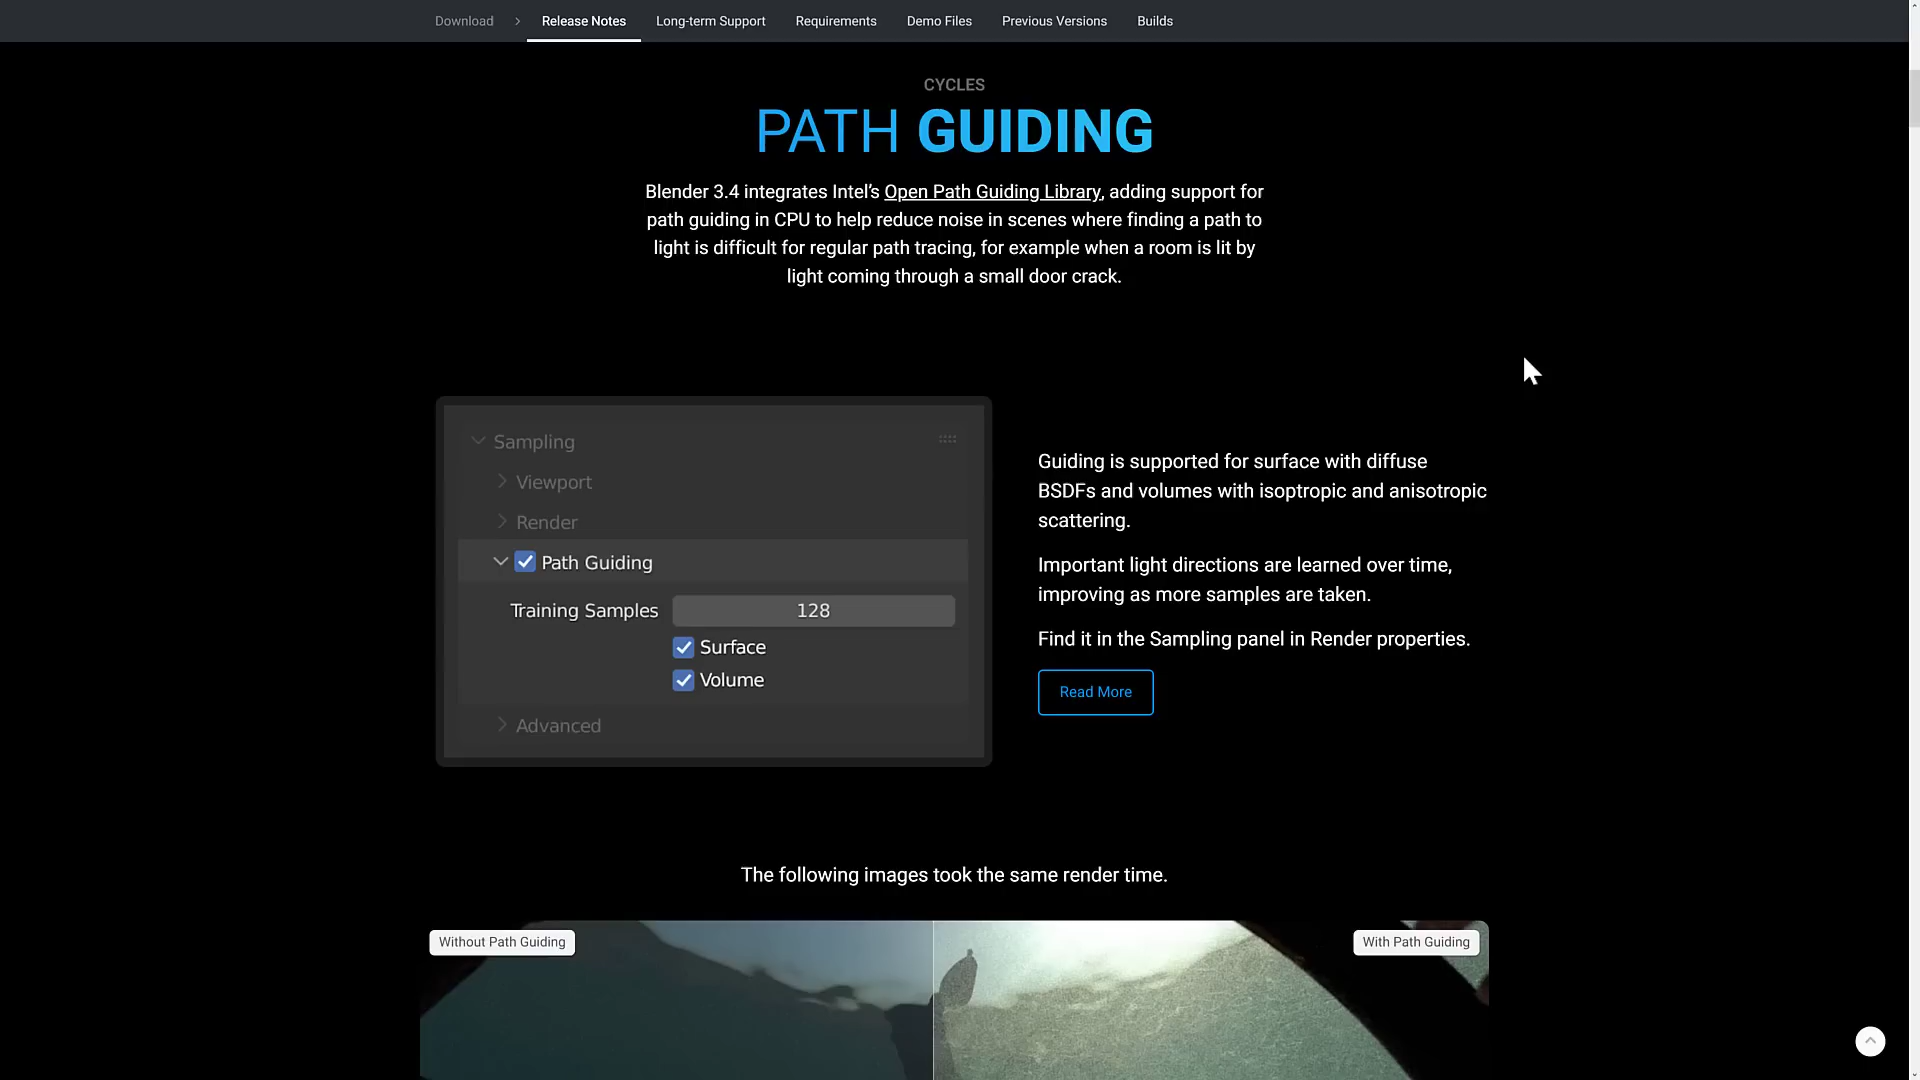 Download
Release Notes
Long-term Support
Requirements
Demo Files
Previous Versions
Builds
CYCLES
PATH GUIDING
Blender 3.4 integrates Intel's Open Path Guiding Library, adding support for
path guiding in CPU to help reduce noise in scenes where finding a path to
light is difficult for regular path tracing, for example when a room is lit by
light coming through a small door crack.
Sampling
Viewport
Render
Path Guiding
Training Samples 128
Surface
Volume
Advanced
Guiding is supported for surface with diffuse
BSDFs and volumes with isoptropic and anisotropic
scattering.
Important light directions are learned over time,
improving as more samples are taken.
Find it in the Sampling panel in Render properties.
Read More
The following images took the same render time.
Without Path Guiding
With Path Guiding